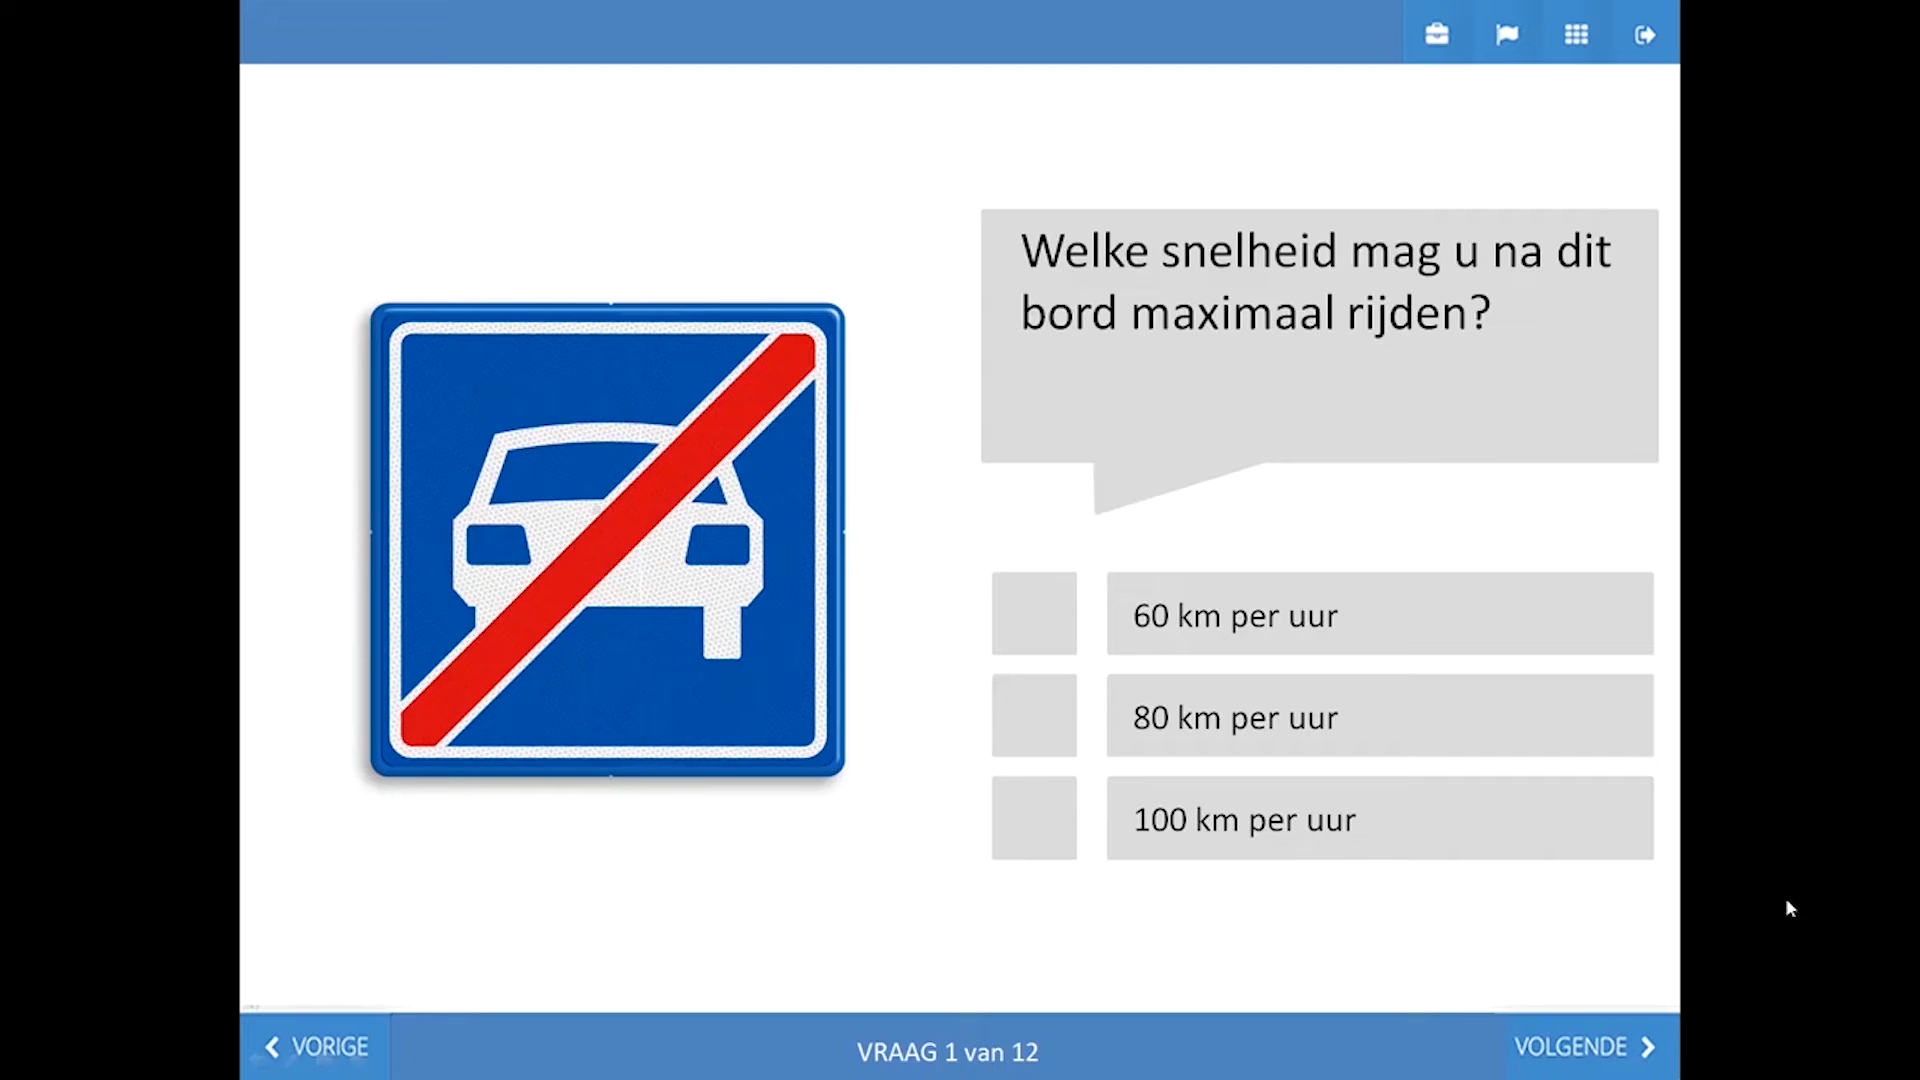 Welke snelheid mag u na dit
bord maximaal rijden?
60 km per uur
80 km per uur
100 km per uur
VORIGE
VRAAG 1 van 12
VOLGENDE